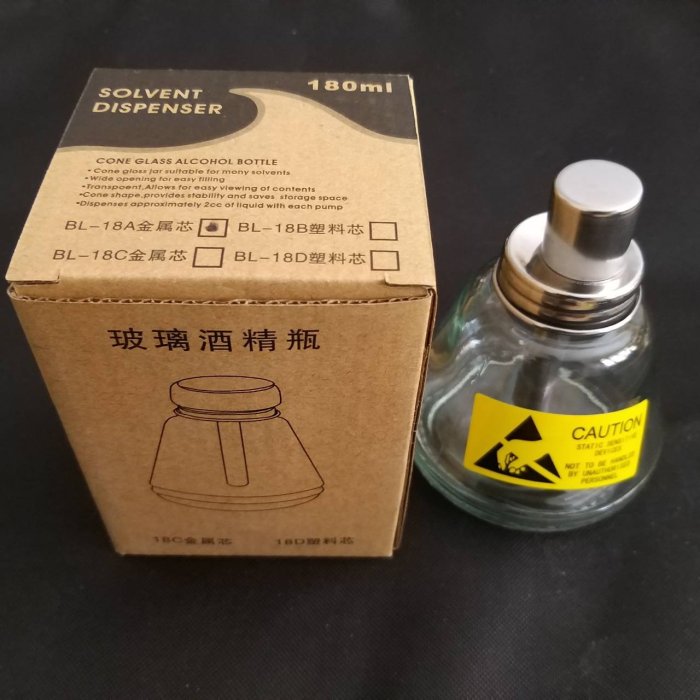 SOLVENT
DISPENSER
180ml
CONE GLASS ALCOHOL BOTTLE
• Cone gloss jar suitable for mony solvents
• Wide opening for easy filling
•Transpoent,Allows for easy viewing of contents
•Cone shape,provides stability and saves storage space
•Dispenses approximately 2cc of liquid with each pump
BL-18A金属芯 BL-18B塑料芯
BL-18C金属芯 BL-18D塑料芯
玻璃酒精瓶
18C金属芯 18D塑料芯
CAUTION
STATIC SENSITIVE
DEVICES
NOT TO BE HANDLED
BY UNAUTHORISED
PERSONNEL